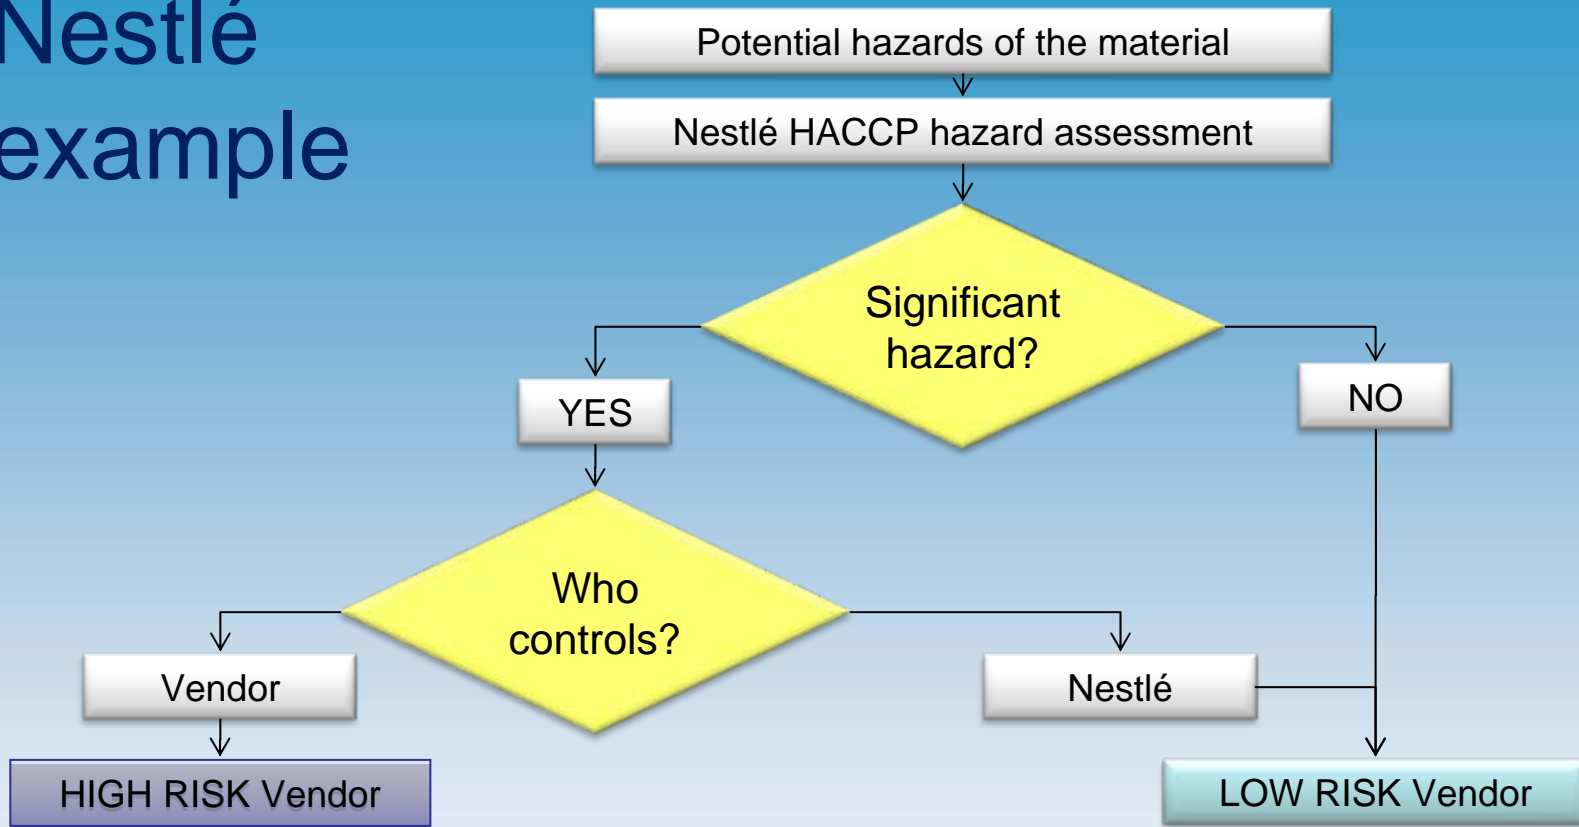 Nestlé
example
Potential hazards of the material
Nestlé HACCP hazard assessment
Significant
hazard?
YES
NO
Who
controls?
Vendor
Nestlé
HIGH RISK Vendor
LOW RISK Vendor